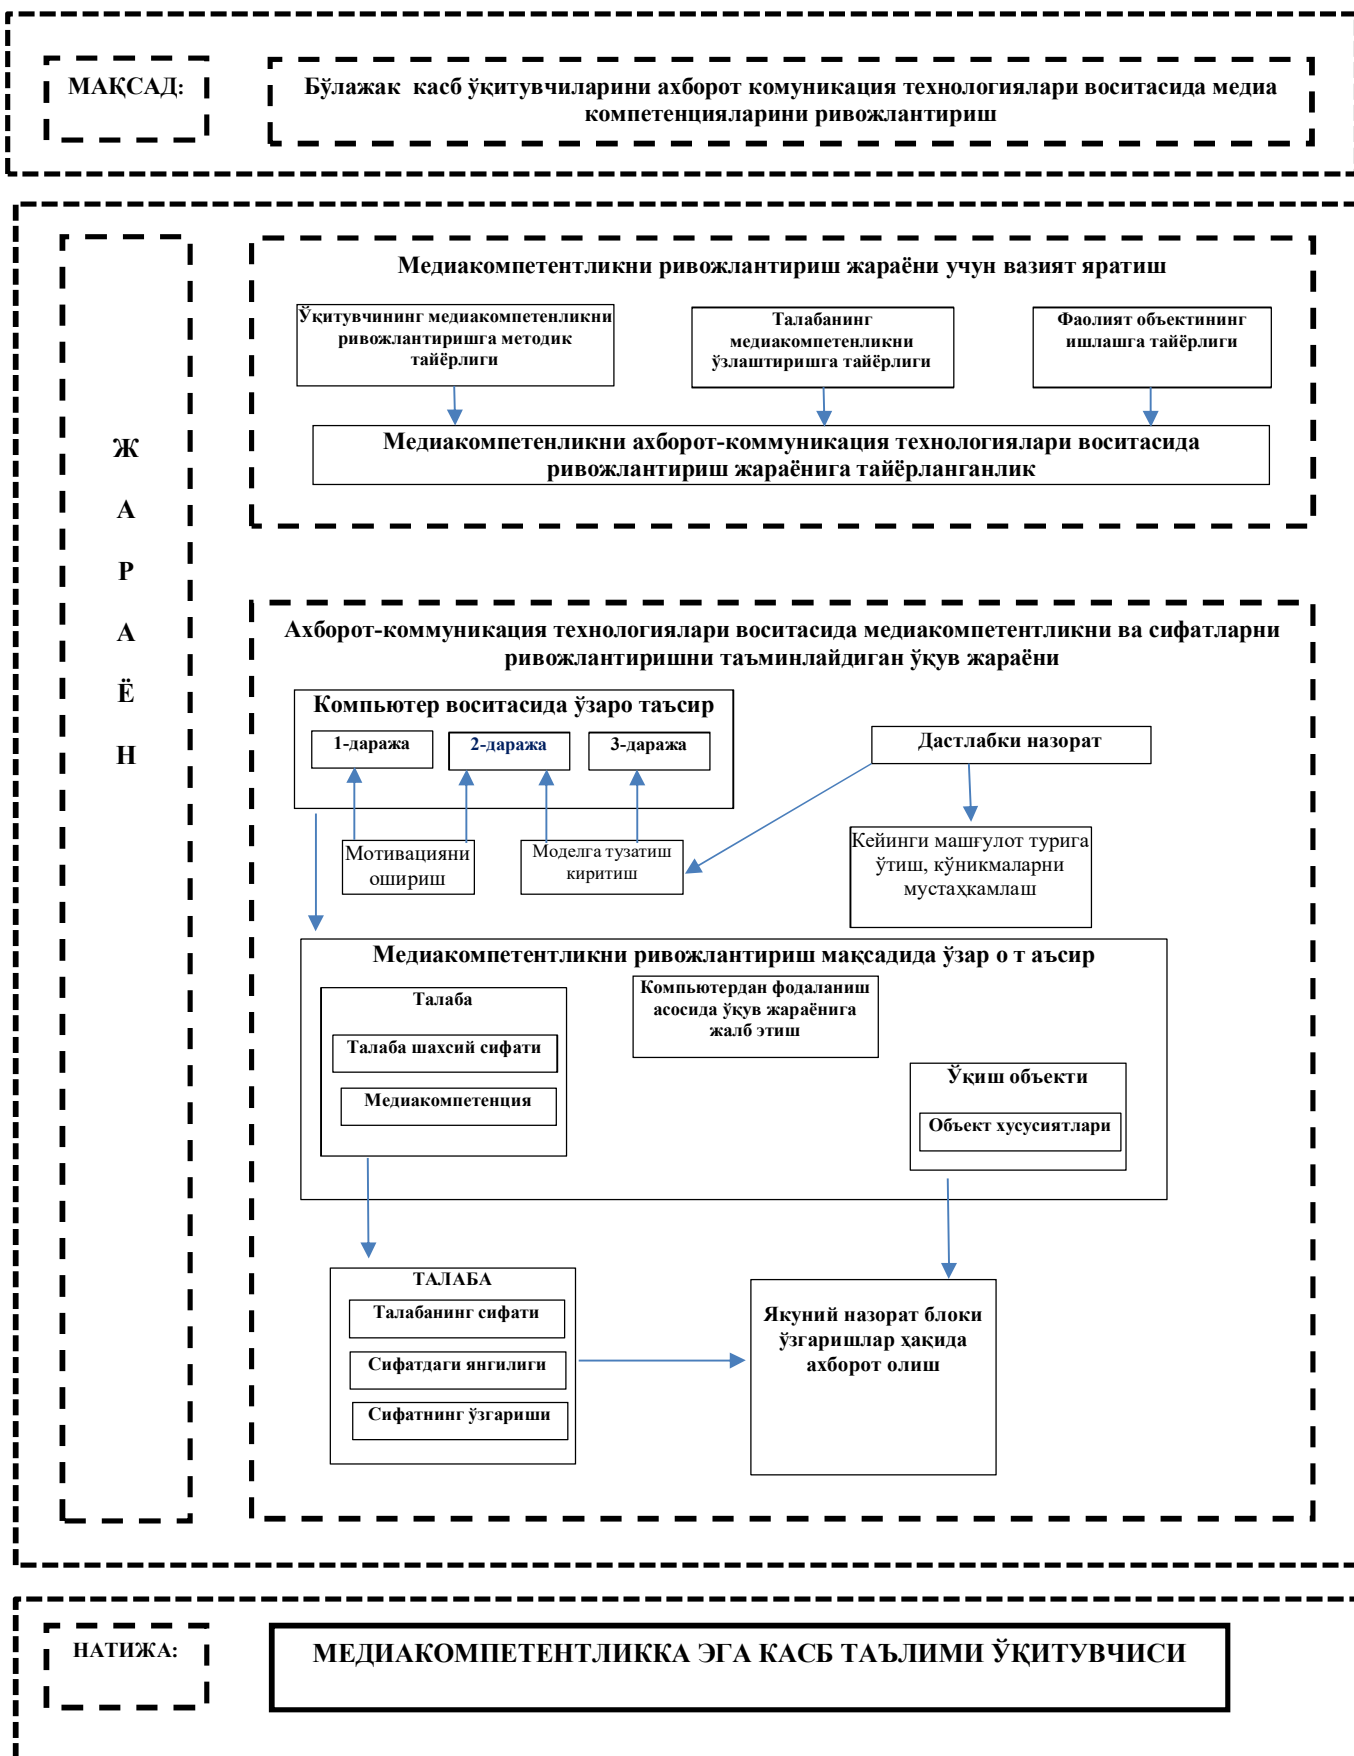 МАҚСАД:
Бўлажак касб ўқитувчиларини ахборот комуникация технологиялари воситасида медиа
компетенцияларини ривожлантириш
Ж
А
Р
А
Ё
Н
Медиакомпетентликни ривожлантириш жараёни учун вазият яратиш
Ўқитувчининг медиакомпетенликни
ривожлантиришга методик
тайёрлиги
Талабанинг
медиакомпетенликни
ўзлаштиришга тайёрлиги
Фаолият объектининг
ишлашга тайёрлиги
Медиакомпетенликни ахборот-коммуникация технологиялари воситасида
ривожлантириш жараёнига тайёрланганлик
Ахборот-коммуникация технологиялари воситасида медиакомпетентликни ва сифатларни
ривожлантиришни таъминлайдиган ўқув жараёни
Компьютер воситасида ўзаро таъсир
1-даража
2-даража
3-даража
Дастлабки назорат
Мотивацияни
ошириш
Моделга тузатиш
киритиш
Кейинги машғулот турига
ўтиш, кўникмаларни
мустаҳкамлаш
Медиакомпетентликни ривожлантириш мақсадида ўзар о т аъсир
Талаба
Талаба шахсий сифати
Медиакомпетенция
Компьютердан фодаланиш
асосида ўқув жараёнига
жалб этиш
Ўқиш объекти
Объект хусусиятлари
ТАЛАБА
Талабанинг сифати
Сифатдаги янгилиги
Сифатнинг ўзгариши
Якуний назорат блоки
ўзгаришлар ҳақида
ахборот олиш
НАТИЖА:
МЕДИАКОМПЕТЕНТЛИККА ЭГА КАСБ ТАЪЛИМИ ЎҚИТУВЧИСИ